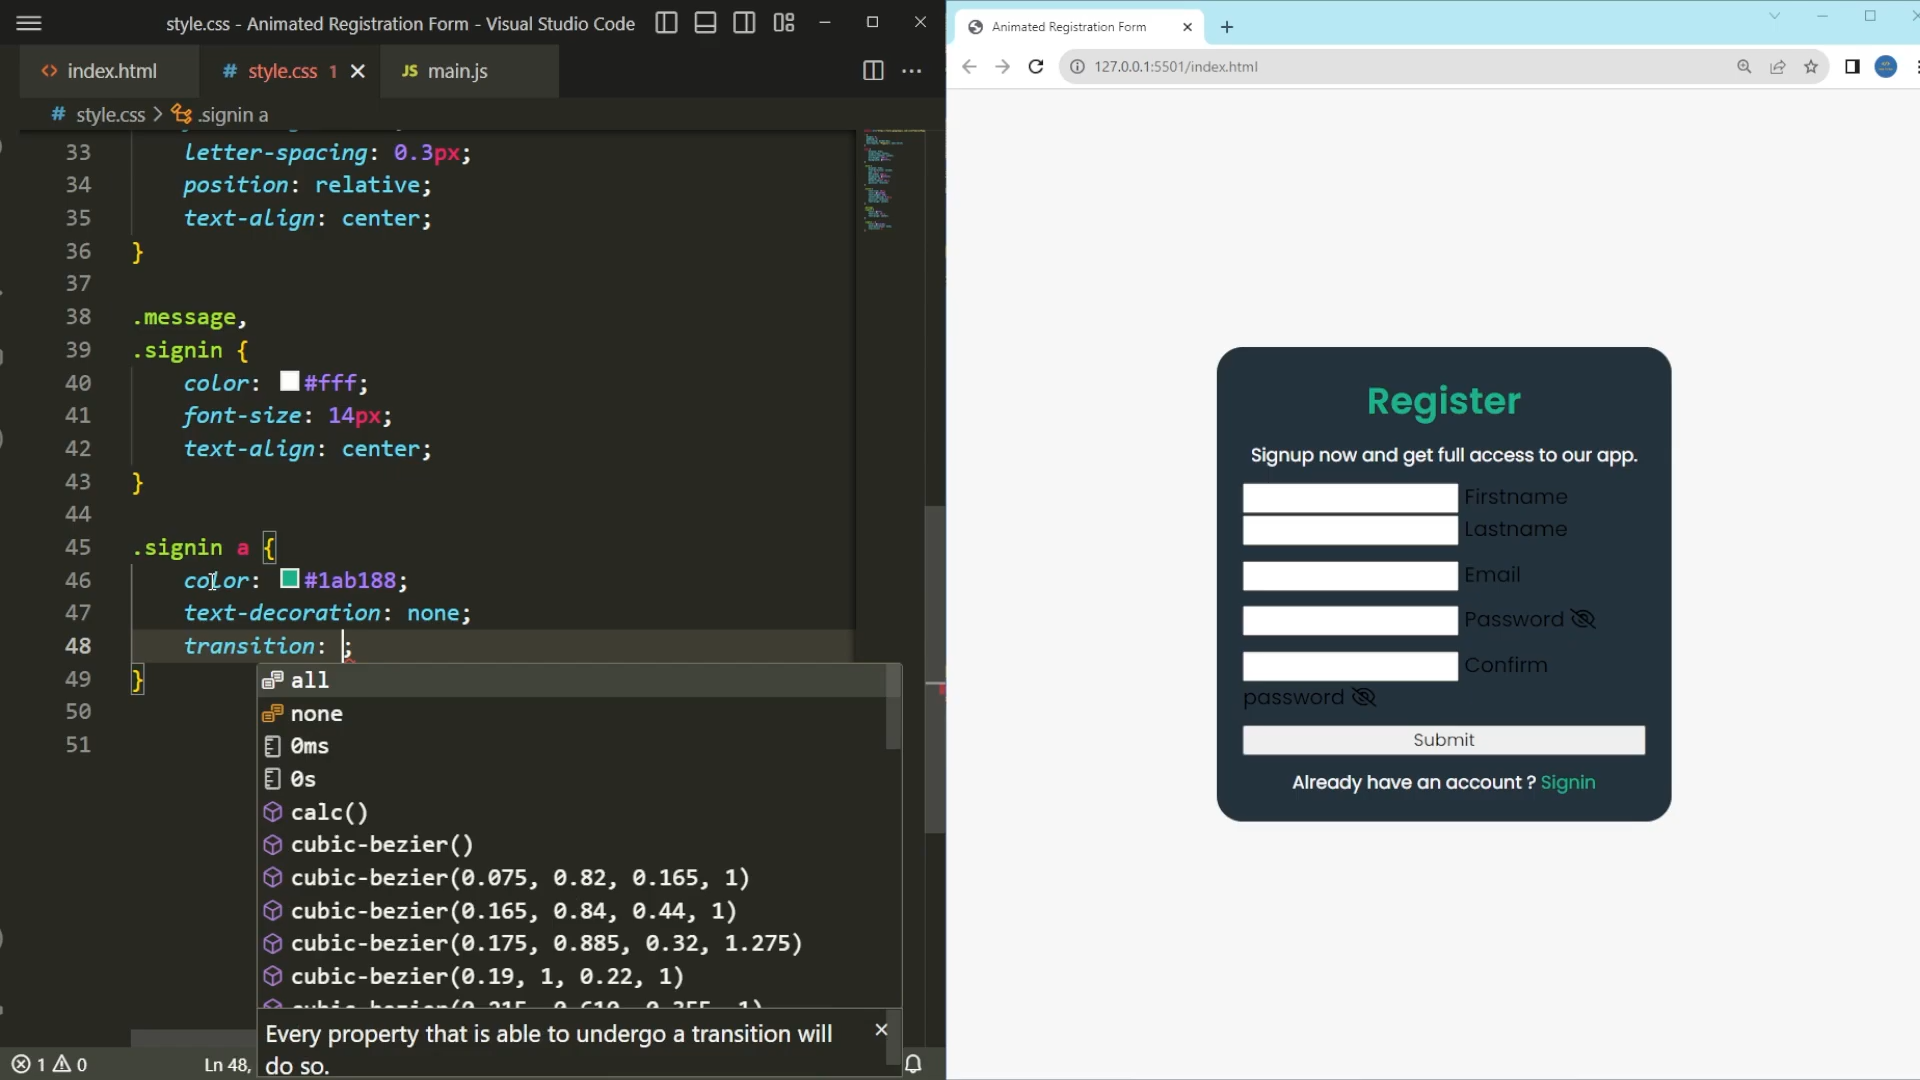 style.css - Animated Registration Form - Visual Studio Code
index.html
# style.css 1
JS main.js
# style.css > .signin a
33 letter-spacing: 0.3px;
34 position: relative;
35 text-align: center;
36 }
37
38 .message,
39 .signin {
40 color: #fff;
41 font-size: 14px;
42 text-align: center;
43 }
44
45 .signin a {
46 color: #1ab188;
47 text-decoration: none;
48 transition: ;
49 }
50
51
all
none
0ms
0s
calc()
cubic-bezier()
cubic-bezier(0.075, 0.82, 0.165, 1)
cubic-bezier(0.165, 0.84, 0.44, 1)
cubic-bezier(0.175, 0.885, 0.32, 1.275)
cubic-bezier(0.19, 1, 0.22, 1)
Every property that is able to undergo a transition will
do so.
1 0
Ln 48,
Animated Registration Form
127.0.0.1:5501/index.html
Register
Signup now and get full access to our app.
Firstname
Lastname
Email
Password
Confirm
password
Submit
Already have an account ? Signin